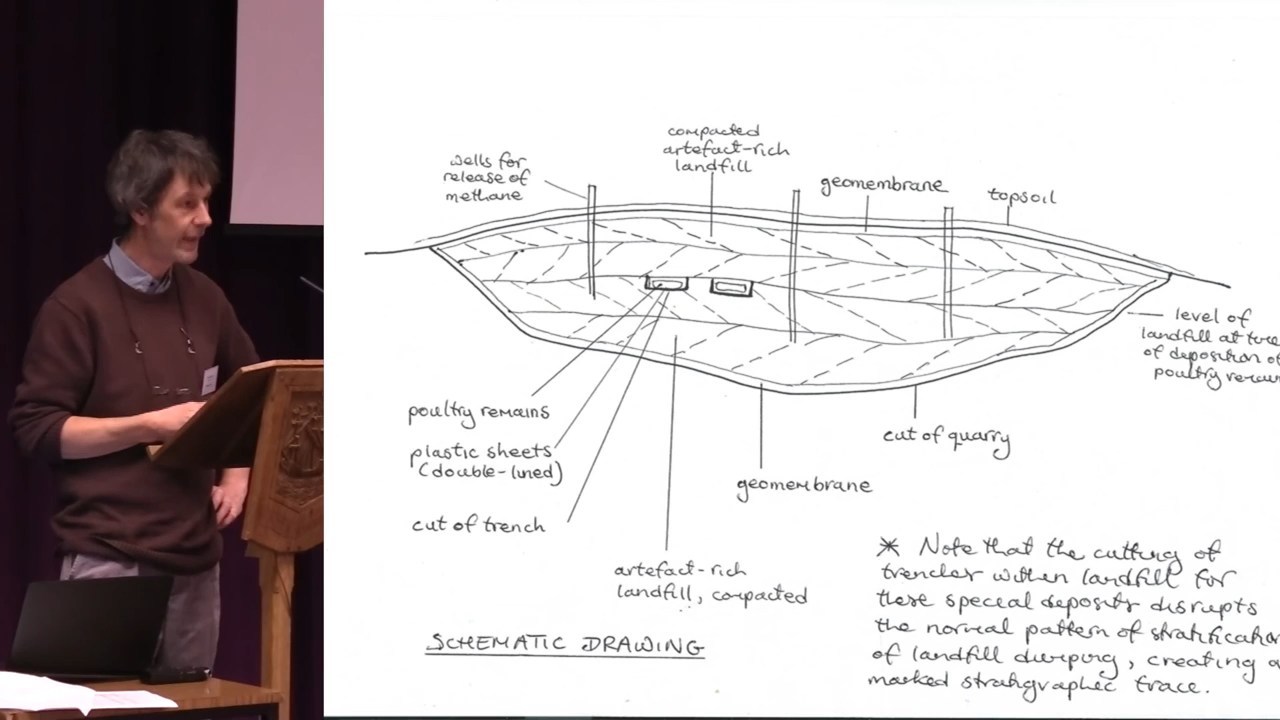 wells for
release of
methane
compacted
artefact-rich
landfill
geomembrane
topsoil
level of
landfill at time
of deposition of
poultry remain
poultry remains
plastic sheets
(double-lined)
cut of trench
cut of quarry
geomembrane
artefact-rich
landfill, compacted
SCHEMATIC DRAWING
* Note that the cutting of
trenches within landfill for
these special deposits disrupts
the normal pattern of stratification
of landfill dumping, creating a
marked stratigraphic trace.